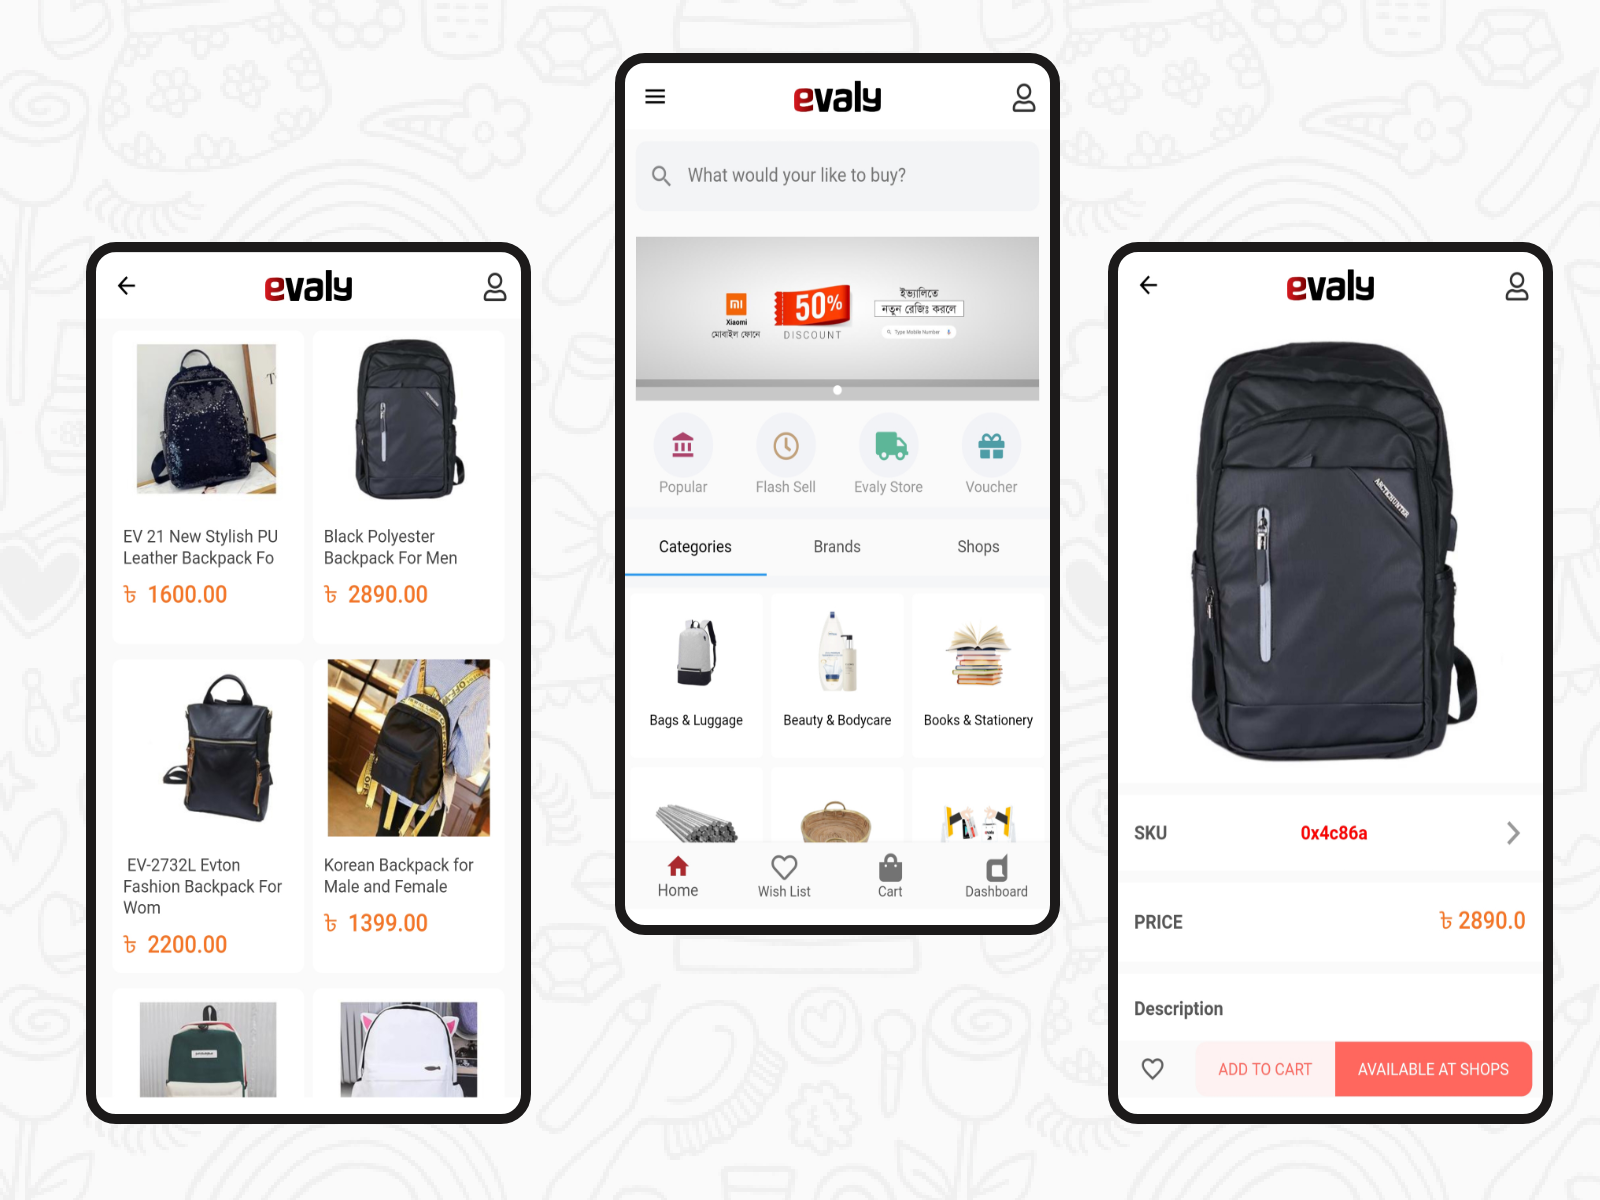 evaly
EV 21 New Stylish PU
Leather Backpack Fo
৳ 1600.00
Black Polyester
Backpack For Men
৳ 2890.00
EV-2732L Evton
Fashion Backpack For
Wom
৳ 2200.00
Korean Backpack for
Male and Female
৳ 1399.00
evaly
What would your like to buy?
mi
Xiaomi
মোবাইল ফোনে
50%
DISCOUNT
ইভ্যালিতে
নতুন রেজিঃ করলে
Type Mobile Number
Popular
Flash Sell
Evaly Store
Voucher
Categories
Brands
Shops
Bags & Luggage
Beauty & Bodycare
Books & Stationery
Home
Wish List
Cart
Dashboard
evaly
ARCTICHUNTER
SKU
0x4c86a
PRICE
৳ 2890.0
Description
ADD TO CART
AVAILABLE AT SHOPS